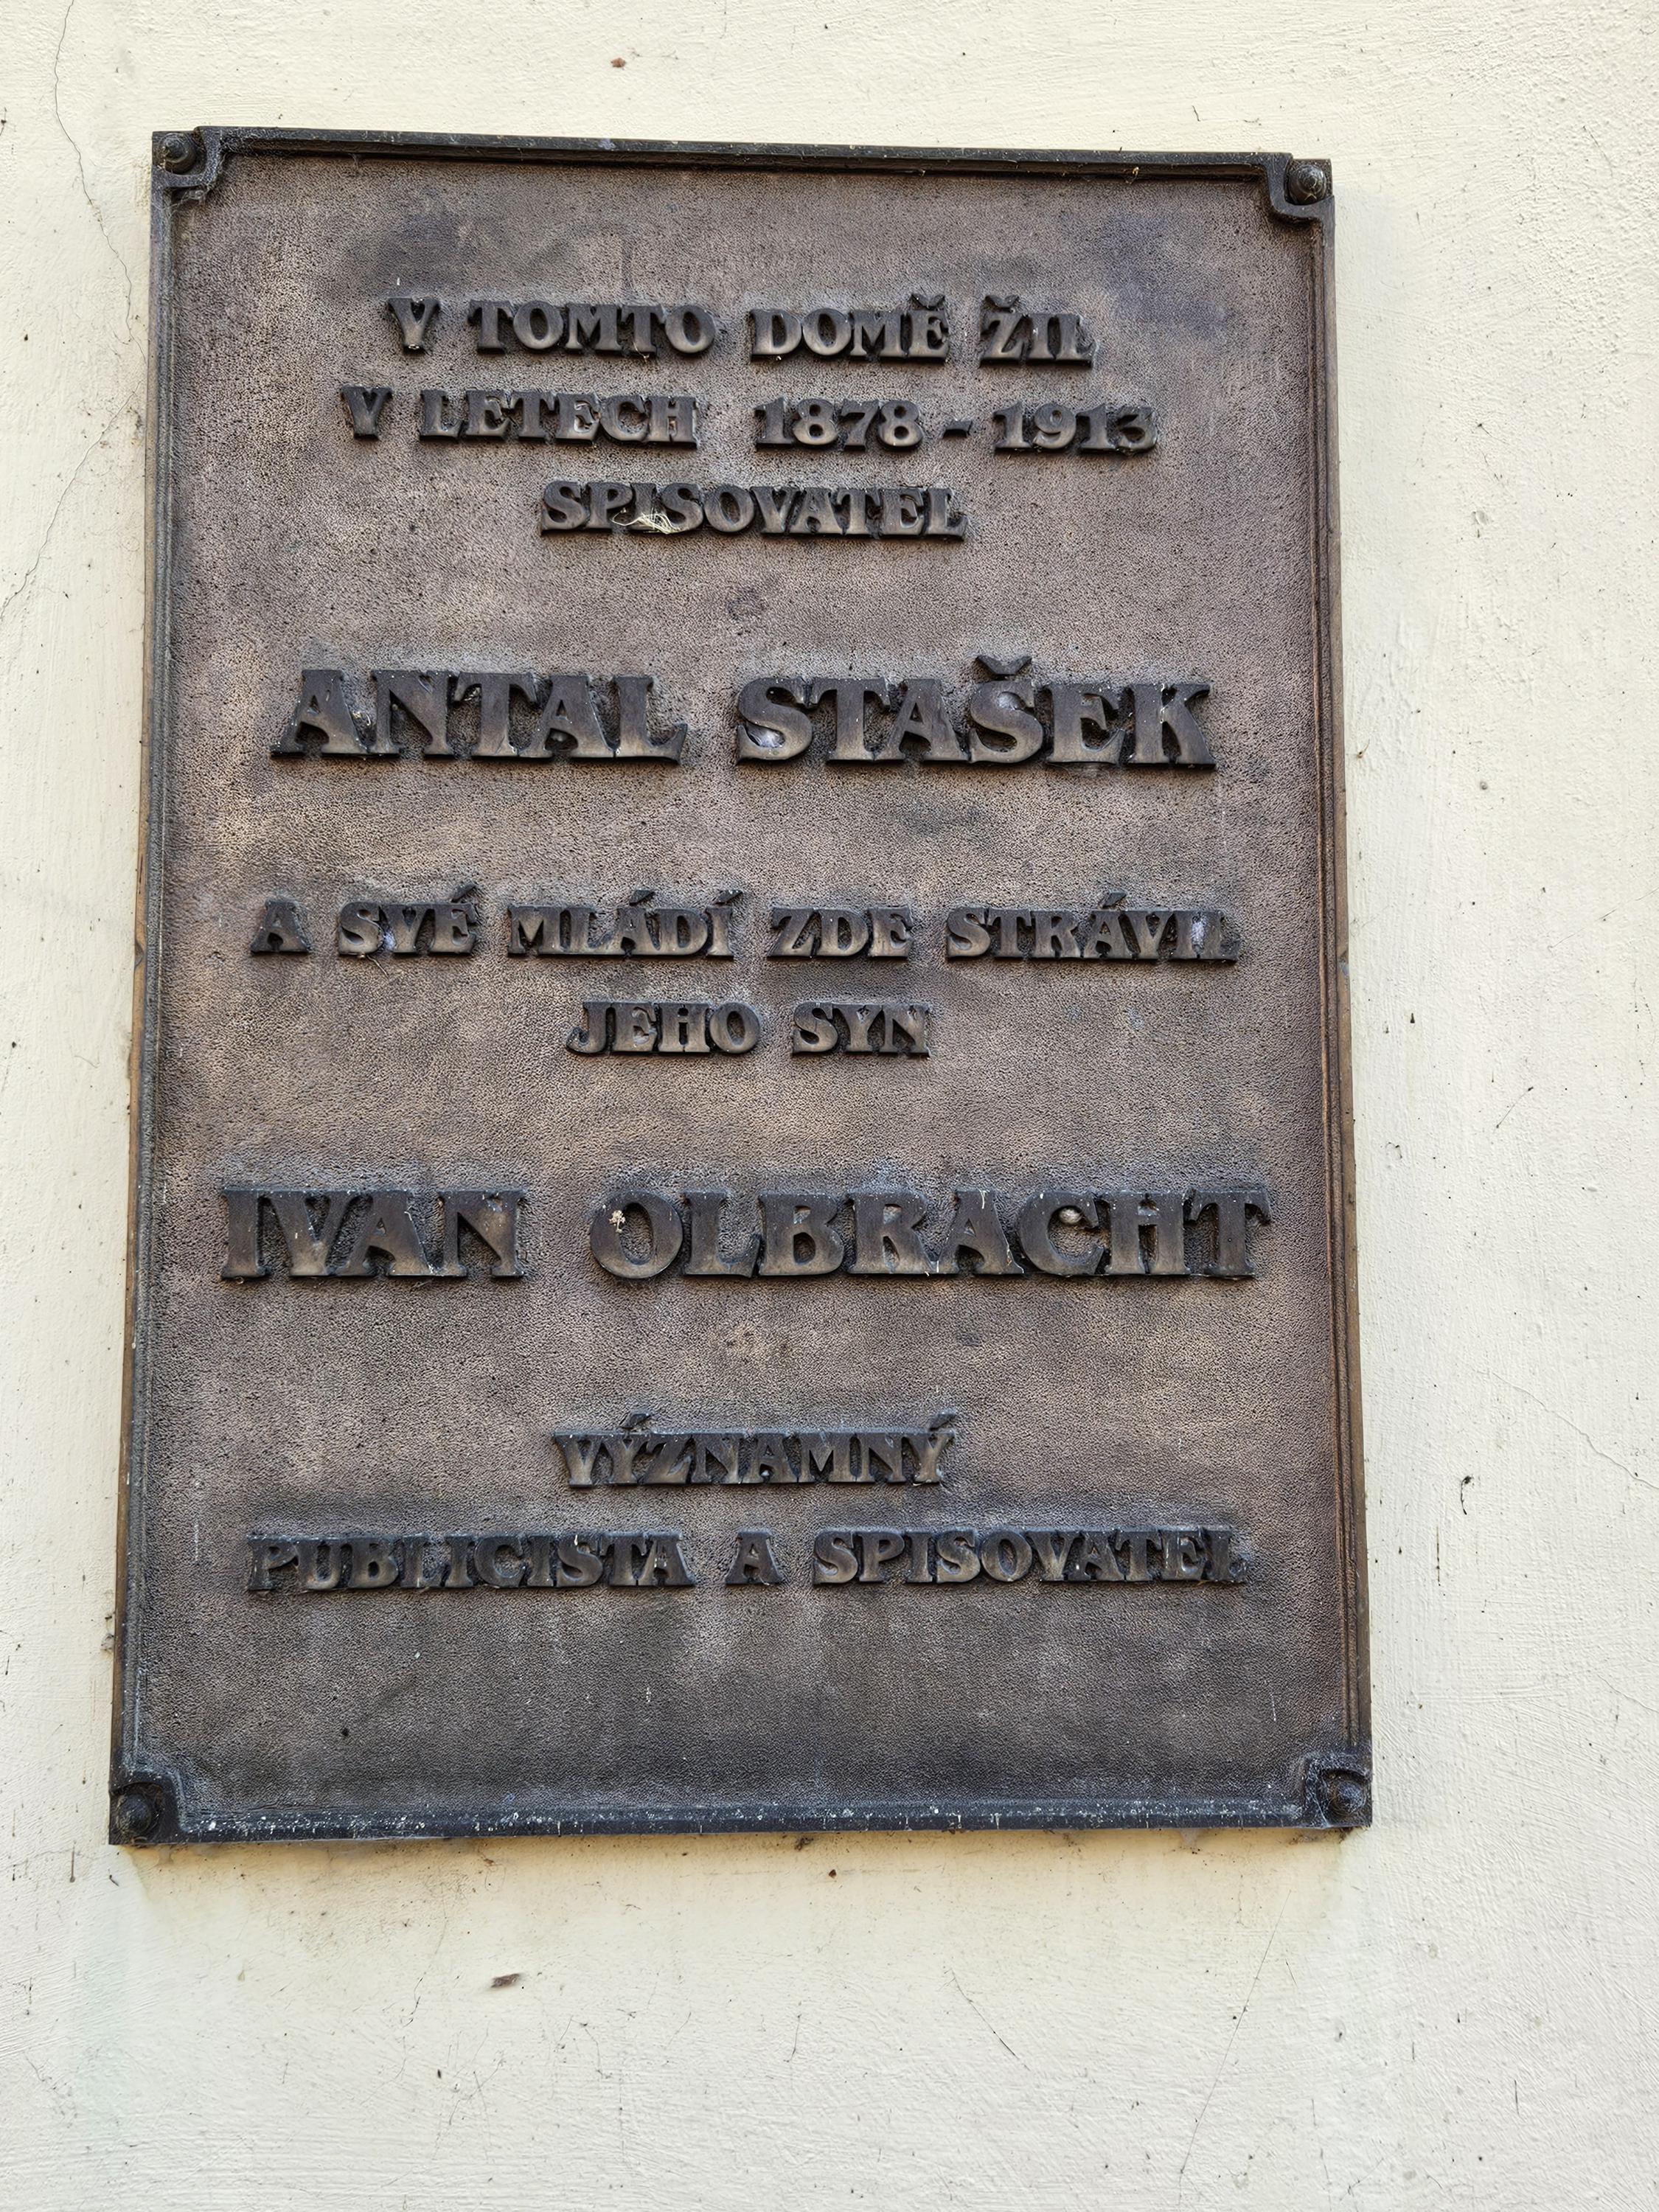 V TOMTO DOMĚ ŽIL
V LETECH 1878 - 1913
SPISOVATEL
ANTAL STAŠEK
A SVÉ MLÁDÍ ZDE STRÁVIL
JEHO SYN
IVAN OLBRACHT
VÝZNAMNÝ
PUBLICISTA A SPISOVATEL